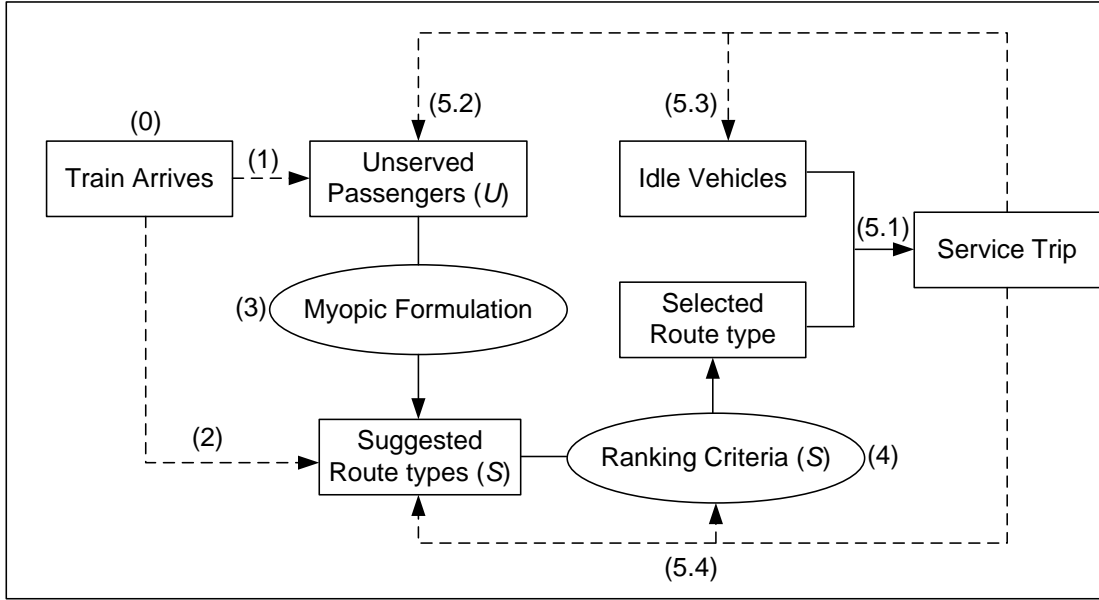 (0)
Train Arrives
(1)
Unserved
Passengers (U)
(5.2)
(5.3)
Idle Vehicles
(5.1)
Service Trip
(3)
Myopic Formulation
Selected
Route type
(2)
Suggested
Route types (S)
Ranking Criteria (S)
(4)
(5.4)